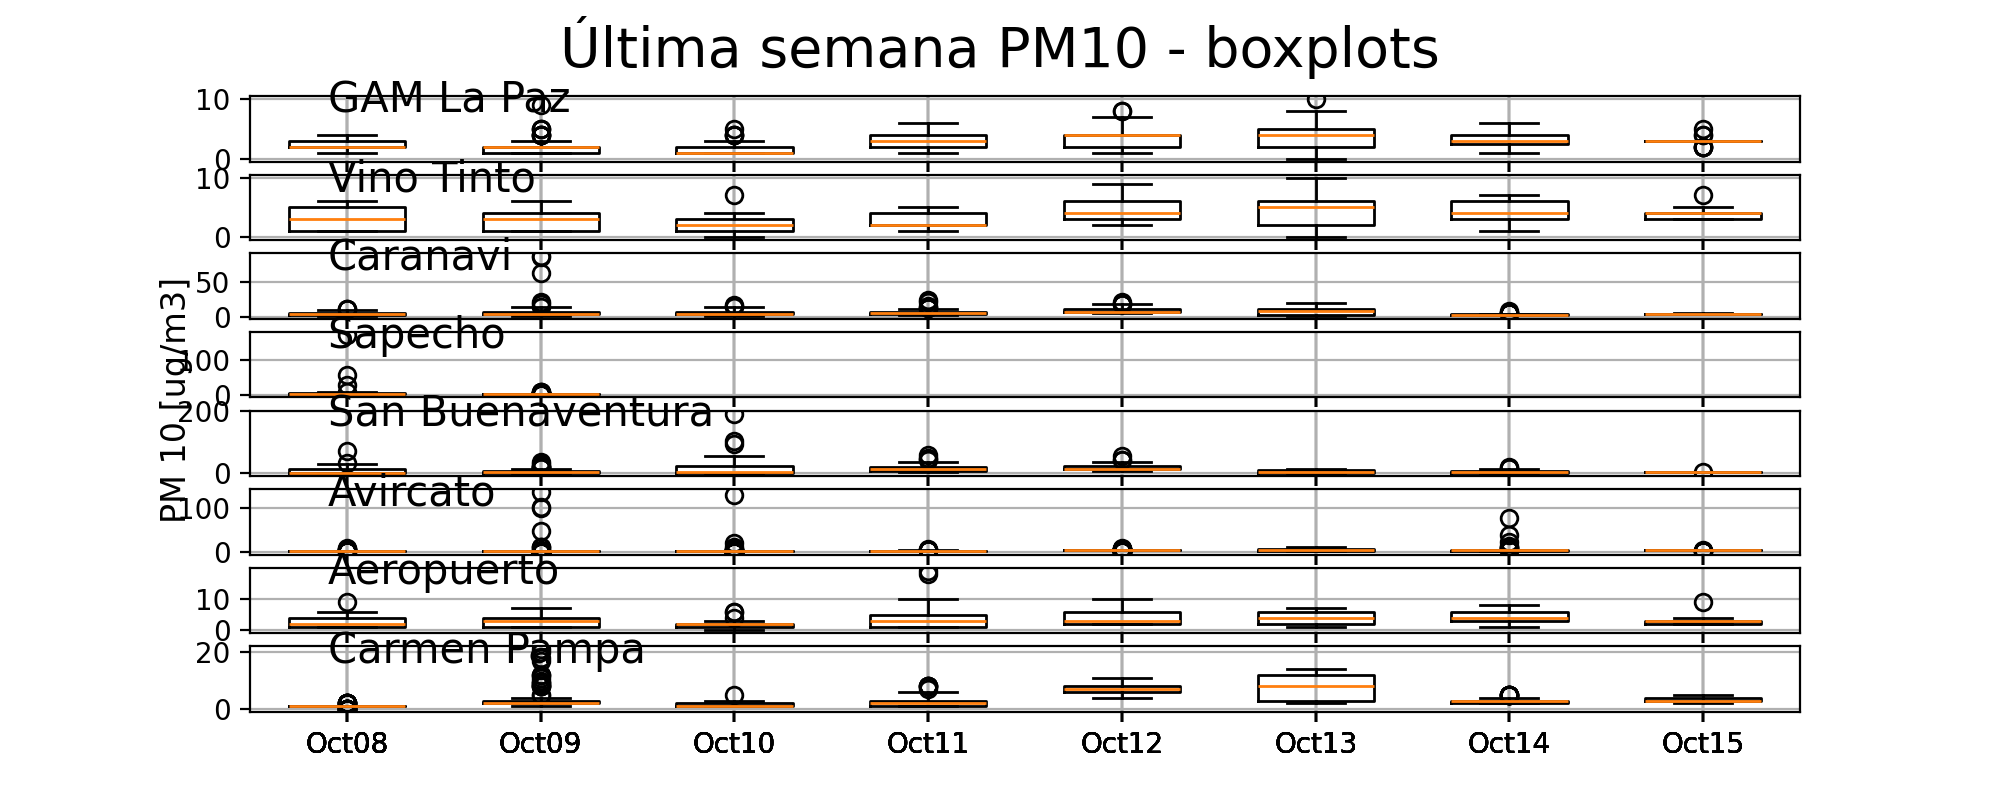 Última semana PM10 - boxplots
GAM La Paz
10
0
Vino Tinto
10
0
Caranavi
50
0
Sapecho
100
0
San Buenaventura
200
0
Avircato
100
0
Aeropuerto
10
0
Carmen Pampa
20
0
PM 10 [ug/m3]
Oct08 Oct09 Oct10 Oct11 Oct12 Oct13 Oct14 Oct15